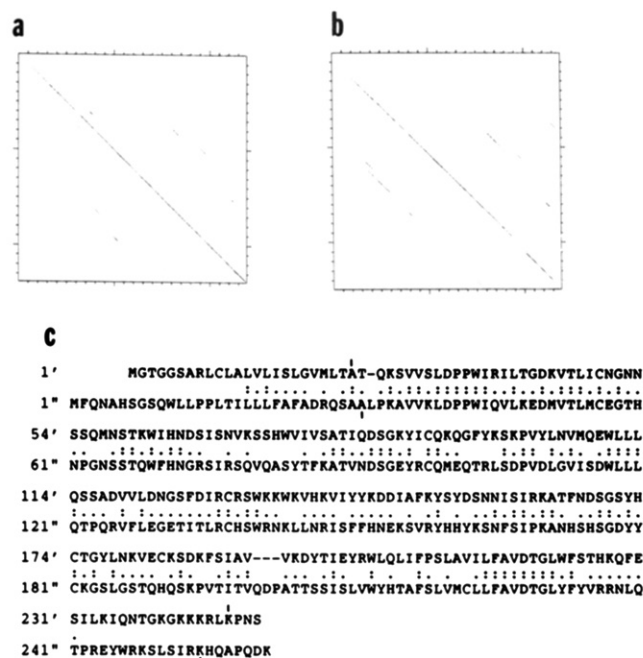 a b
c
1' MGTGGSARLCLALVLISLGVMLTAT-QKSVVSLDPPWIRILTGDKVTLICNGNN
1" MFQNAHSGSQWLLPPLTILLLFAFADRQSAALPKAVVKLDPPWIQVLKEDMVTLMCEGTH
54' SSQMNSTKWIHNDSISNVKSSHWVIVSATIQDSGKYICQKQGFYKSKPVYLNVMQEWLLL
61" NPGNSSTQWFHNGRSIRSQVQASYTFKATVNDSGEYRCQMEQTRLSDPVDLGVISDWLLL
114' QSSADVVLDNGSFDIRCRSWKKWKVHKVIYYKDDIAFKYSYDSNNISIRKATFNDSGSYH
121" QTPQRVFLEGETITLRCHSWRNKLLNRISFFHNEKSVRYHHYKSNFSIPKANHSHSGDYY
174' CTGYLNKVECKSDKFSIAV---VKDYTIEYRWLQLIFPSLAVILFAVDTGLWFSTHKQFE
181" CKGSLGSTQHQSKPVTITVQDPATTSSISLVWYHTAFSLVMCLLFAVDTGLYFYVRRNLQ
231' SILKIQNTGKGKKKRLKPNS
241" TPREYWRKSLSIRKHQAPQDK